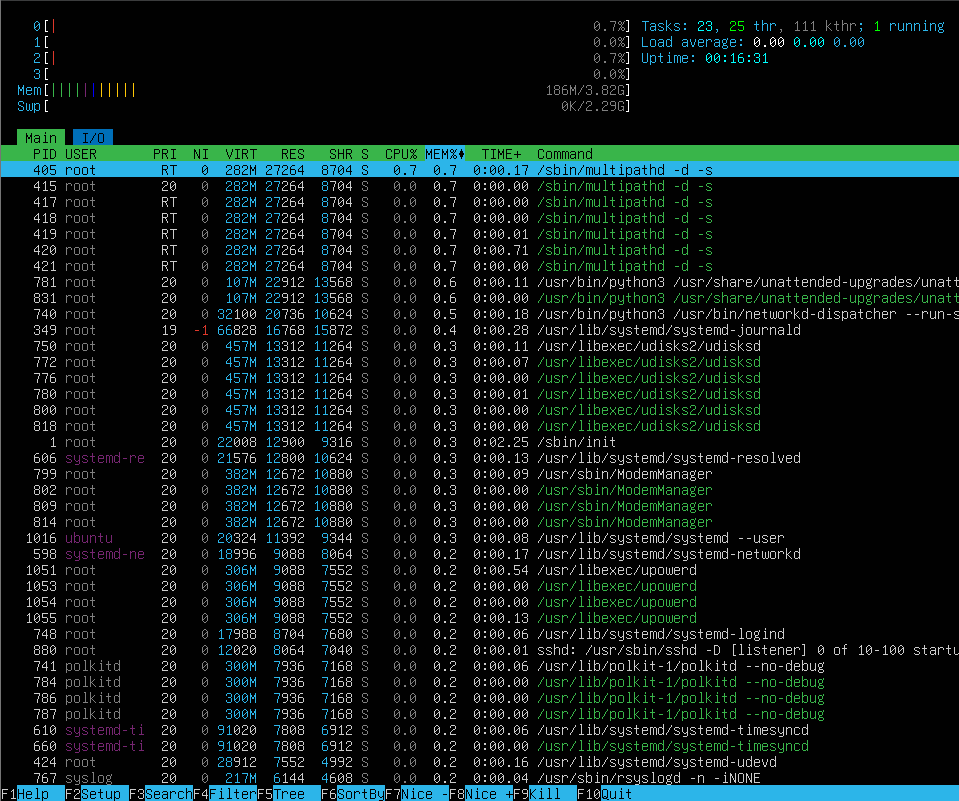 0[| 0.7%] Tasks: 23, 25 thr, 111 kthr; 1 running
1[ 0.0%] Load average: 0.00 0.00 0.00
2[| 0.7%] Uptime: 00:16:31
3[ 0.0%]
Mem[||||||||||| 186M/3.82G]
Swp[ 0K/2.29G]
Main I/O
PID USER PRI NI VIRT RES SHR S CPU% MEM%♦ TIME+ Command
405 root RT 0 282M 27264 8704 S 0.7 0.7 0:00.17 /sbin/multipathd -d -s
415 root 20 0 282M 27264 8704 S 0.0 0.7 0:00.00 /sbin/multipathd -d -s
417 root RT 0 282M 27264 8704 S 0.0 0.7 0:00.00 /sbin/multipathd -d -s
418 root RT 0 282M 27264 8704 S 0.0 0.7 0:00.00 /sbin/multipathd -d -s
419 root RT 0 282M 27264 8704 S 0.0 0.7 0:00.01 /sbin/multipathd -d -s
420 root RT 0 282M 27264 8704 S 0.0 0.7 0:00.71 /sbin/multipathd -d -s
421 root RT 0 282M 27264 8704 S 0.0 0.7 0:00.00 /sbin/multipathd -d -s
781 root 20 0 107M 22912 13568 S 0.0 0.6 0:00.11 /usr/bin/python3 /usr/share/unattended-upgrades/unatt
831 root 20 0 107M 22912 13568 S 0.0 0.6 0:00.00 /usr/bin/python3 /usr/share/unattended-upgrades/unatt
740 root 20 0 32100 20736 10624 S 0.0 0.5 0:00.18 /usr/bin/python3 /usr/bin/networkd-dispatcher --run-s
349 root 19 -1 66828 16768 15872 S 0.0 0.4 0:00.28 /usr/lib/systemd/systemd-journald
750 root 20 0 457M 13312 11264 S 0.0 0.3 0:00.11 /usr/libexec/udisks2/udisksd
772 root 20 0 457M 13312 11264 S 0.0 0.3 0:00.07 /usr/libexec/udisks2/udisksd
776 root 20 0 457M 13312 11264 S 0.0 0.3 0:00.00 /usr/libexec/udisks2/udisksd
780 root 20 0 457M 13312 11264 S 0.0 0.3 0:00.01 /usr/libexec/udisks2/udisksd
800 root 20 0 457M 13312 11264 S 0.0 0.3 0:00.00 /usr/libexec/udisks2/udisksd
818 root 20 0 457M 13312 11264 S 0.0 0.3 0:00.00 /usr/libexec/udisks2/udisksd
1 root 20 0 22008 12900 9316 S 0.0 0.3 0:02.25 /sbin/init
606 systemd-re 20 0 21576 12800 10624 S 0.0 0.3 0:00.13 /usr/lib/systemd/systemd-resolved
799 root 20 0 382M 12672 10880 S 0.0 0.3 0:00.09 /usr/sbin/ModemManager
802 root 20 0 382M 12672 10880 S 0.0 0.3 0:00.00 /usr/sbin/ModemManager
809 root 20 0 382M 12672 10880 S 0.0 0.3 0:00.00 /usr/sbin/ModemManager
814 root 20 0 382M 12672 10880 S 0.0 0.3 0:00.00 /usr/sbin/ModemManager
1016 ubuntu 20 0 20324 11392 9344 S 0.0 0.3 0:00.08 /usr/lib/systemd/systemd --user
598 systemd-ne 20 0 18996 9088 8064 S 0.0 0.2 0:00.17 /usr/lib/systemd/systemd-networkd
1051 root 20 0 306M 9088 7552 S 0.0 0.2 0:00.54 /usr/libexec/upowerd
1053 root 20 0 306M 9088 7552 S 0.0 0.2 0:00.00 /usr/libexec/upowerd
1054 root 20 0 306M 9088 7552 S 0.0 0.2 0:00.00 /usr/libexec/upowerd
1055 root 20 0 306M 9088 7552 S 0.0 0.2 0:00.13 /usr/libexec/upowerd
748 root 20 0 17988 8704 7680 S 0.0 0.2 0:00.06 /usr/lib/systemd/systemd-logind
880 root 20 0 12020 8064 7040 S 0.0 0.2 0:00.01 sshd: /usr/sbin/sshd -D [listener] 0 of 10-100 startu
741 polkitd 20 0 300M 7936 7168 S 0.0 0.2 0:00.06 /usr/lib/polkit-1/polkitd --no-debug
784 polkitd 20 0 300M 7936 7168 S 0.0 0.2 0:00.00 /usr/lib/polkit-1/polkitd --no-debug
786 polkitd 20 0 300M 7936 7168 S 0.0 0.2 0:00.00 /usr/lib/polkit-1/polkitd --no-debug
787 polkitd 20 0 300M 7936 7168 S 0.0 0.2 0:00.00 /usr/lib/polkit-1/polkitd --no-debug
610 systemd-ti 20 0 91020 7808 6912 S 0.0 0.2 0:00.06 /usr/lib/systemd/systemd-timesyncd
660 systemd-ti 20 0 91020 7808 6912 S 0.0 0.2 0:00.00 /usr/lib/systemd/systemd-timesyncd
424 root 20 0 28912 7552 4992 S 0.0 0.2 0:00.16 /usr/lib/systemd/systemd-udevd
767 syslog 20 0 217M 6144 4608 S 0.0 0.2 0:00.04 /usr/sbin/rsyslogd -n -iNONE
F1Help F2Setup F3SearchF4FilterF5Tree F6SortByF7Nice -F8Nice +F9Kill F10Quit